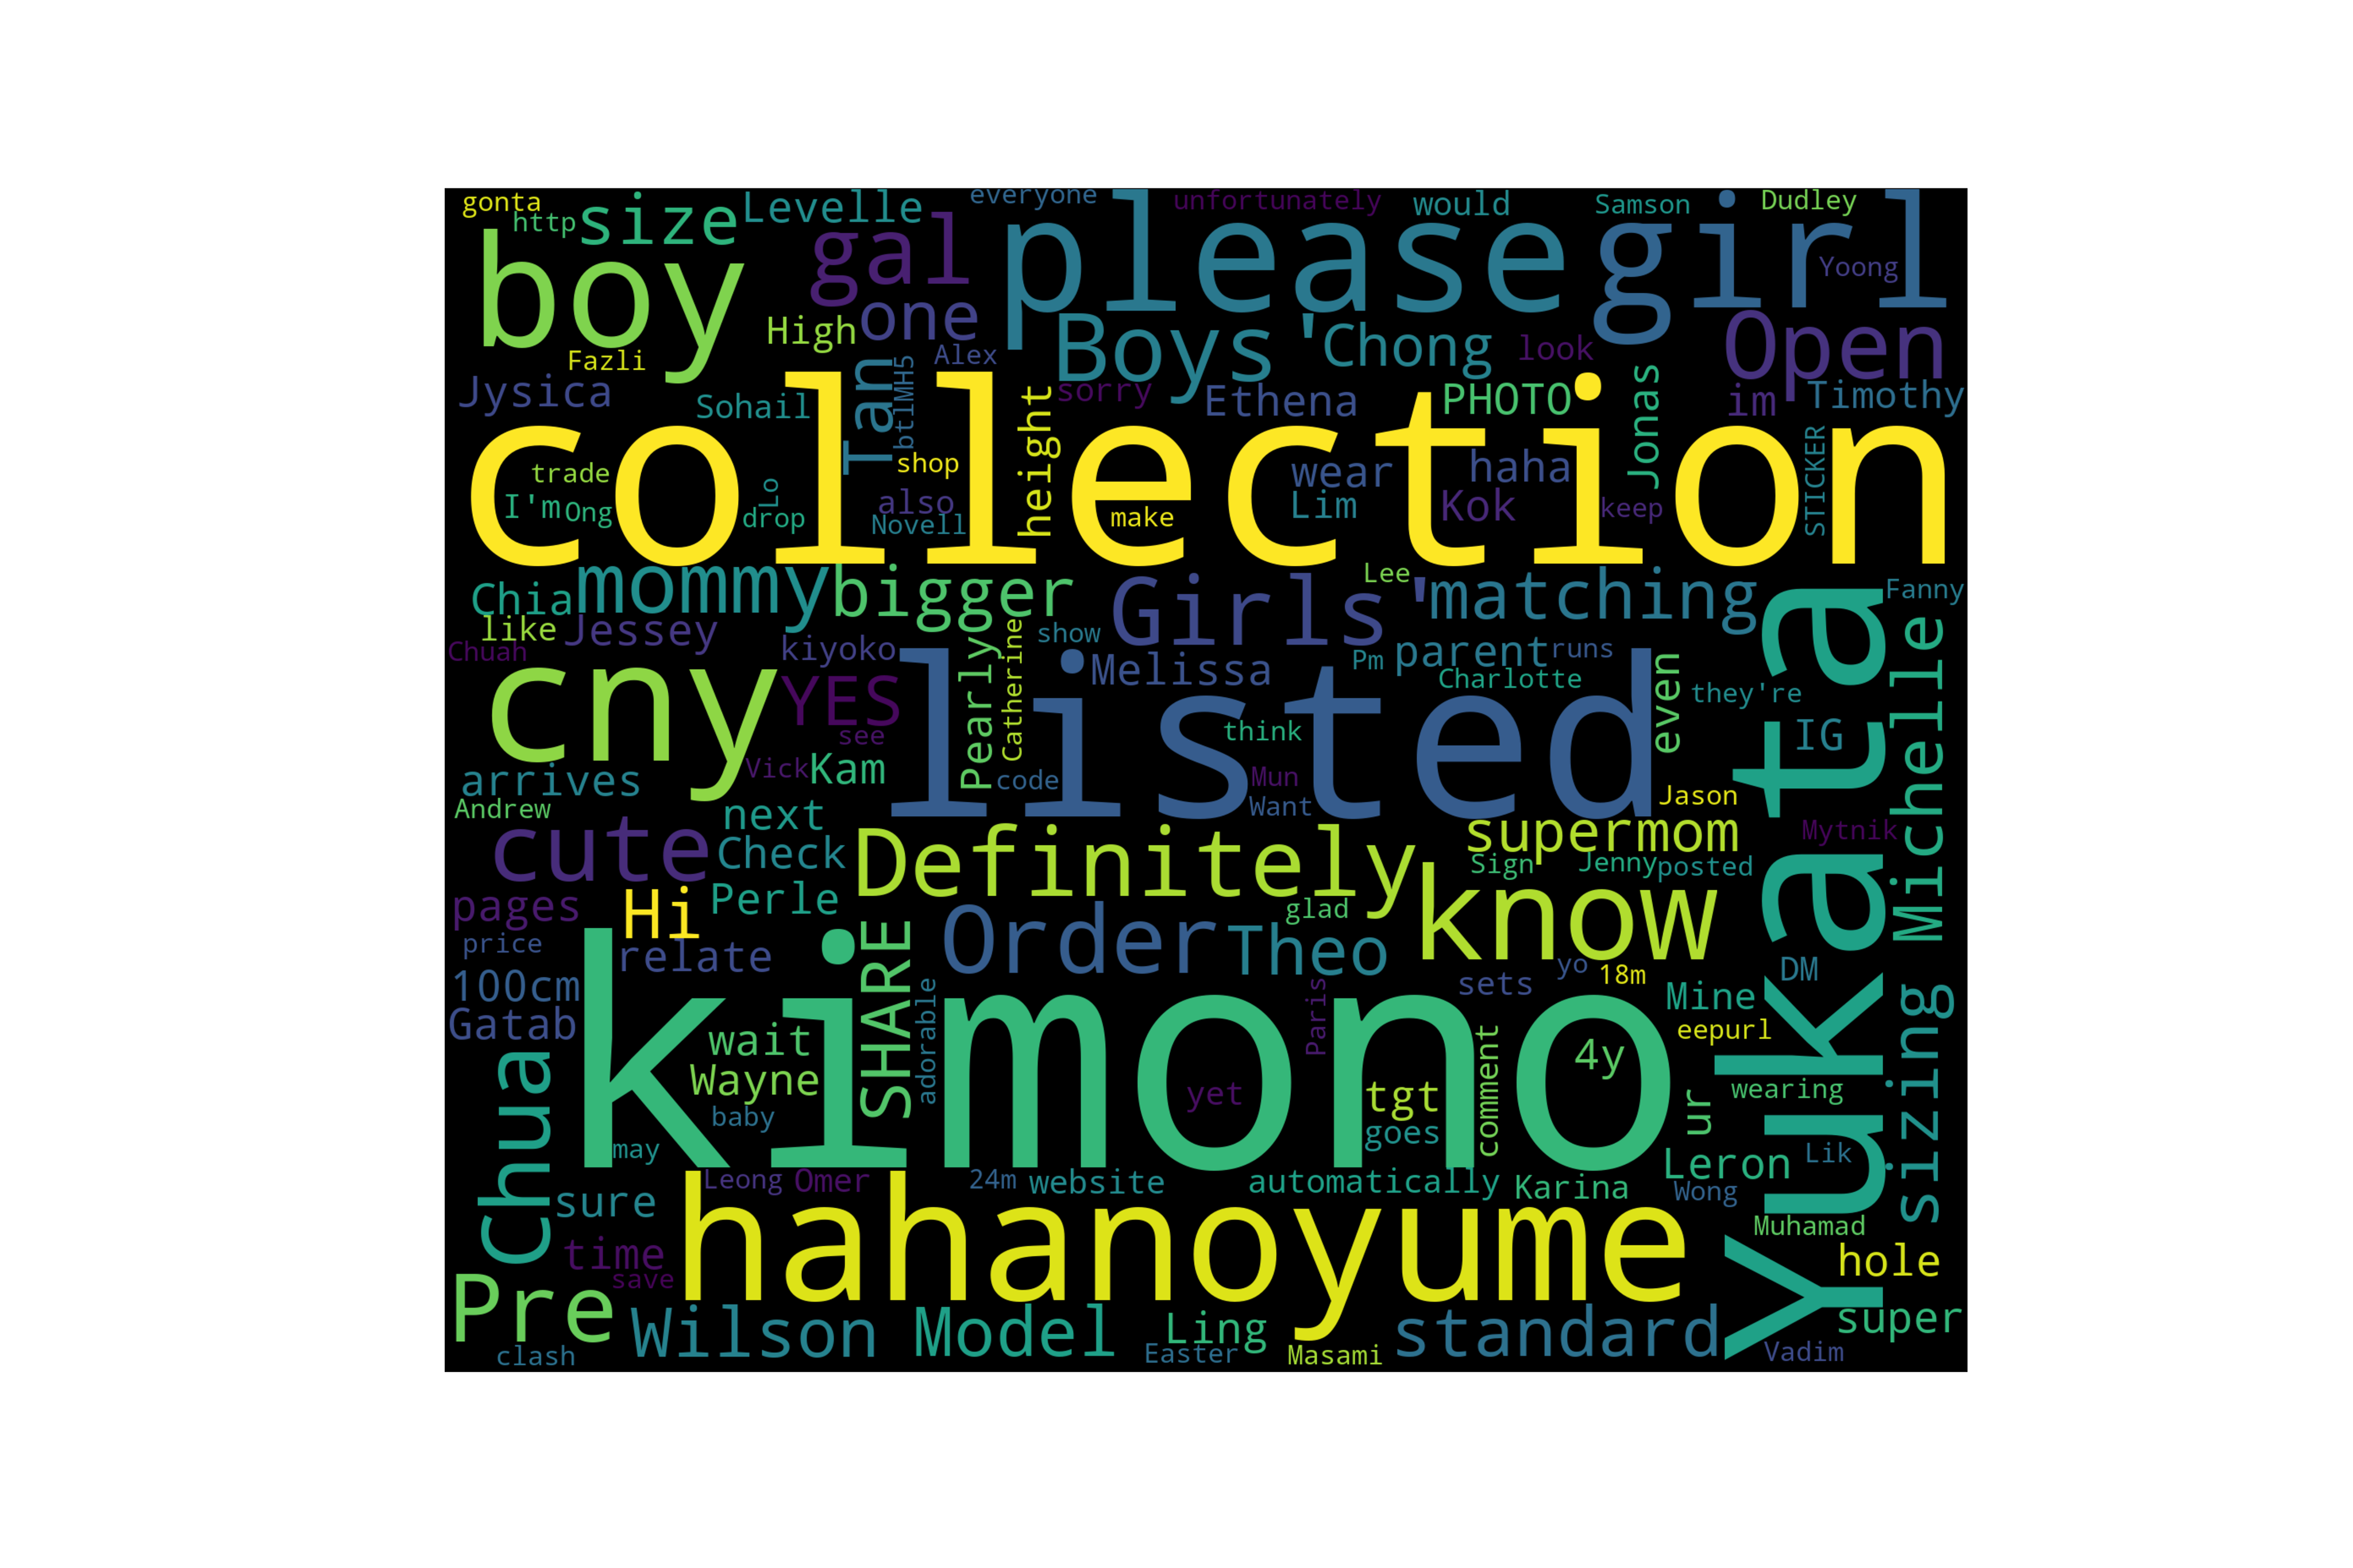 gonta
http
size
Levelle
everyone
unfortunately
would
Samson
Dudley
boy
gal
please
girl
Yoong
High
one
Boys'
Chong
look
Open
Fazli
Alex
Jysica
Sohail
Tan
btlMH5
height
sorry
Ethena
PHOTO
Jonas
im
Timothy
collection
trade
shop
wear
haha
STICKER
I'm
Ong
Lo
drop
also
Novell
make
Lim
Kok
keep
Chia
mommy
bigger
Girls'
Lee
matching
Fanny
like
Jessey
kiyoko
Chuah
Pearly
Catherine
show
Melissa
Pm
parent
runs
Charlotte
even
they're
Michelle
cny
YES
listed
see
think
IG
Vick
Kam
code
Mun
Want
arrives
Andrew
Jason
Yukata
next
cute
Check
Definitely
supermom
Mytnik
Sign
Jenny
posted
pages
Hi
Perle
glad
know
price
relate
SHARE
Order
Theo
yo
sets
18m
DM
100cm
kimono
adorable
Paris
Mine
sizing
Gatab
wait
comment
4y
eepurl
Wayne
yet
tgt
ur
wearing
baby
goes
Chua
may
Leron
Lik
Leong
Omer
24m
website
automatically
Karina
Wong
sure
hahanoyume
Muhamad
time
hole
save
Pre
Wilson
Model
Ling
standard
super
clash
Easter
Masami
Vadim